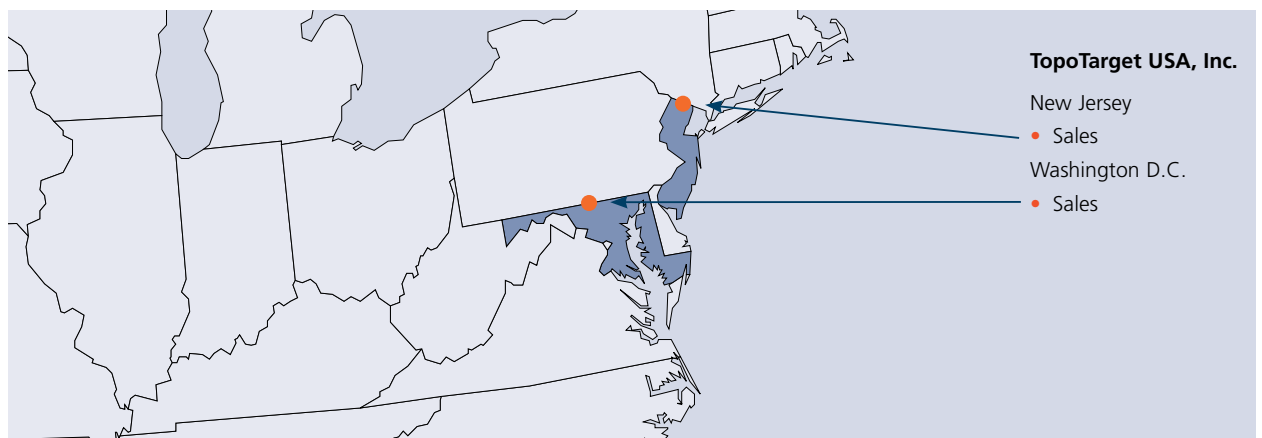 TopoTarget USA, Inc.
New Jersey
• Sales
Washington D.C.
• Sales